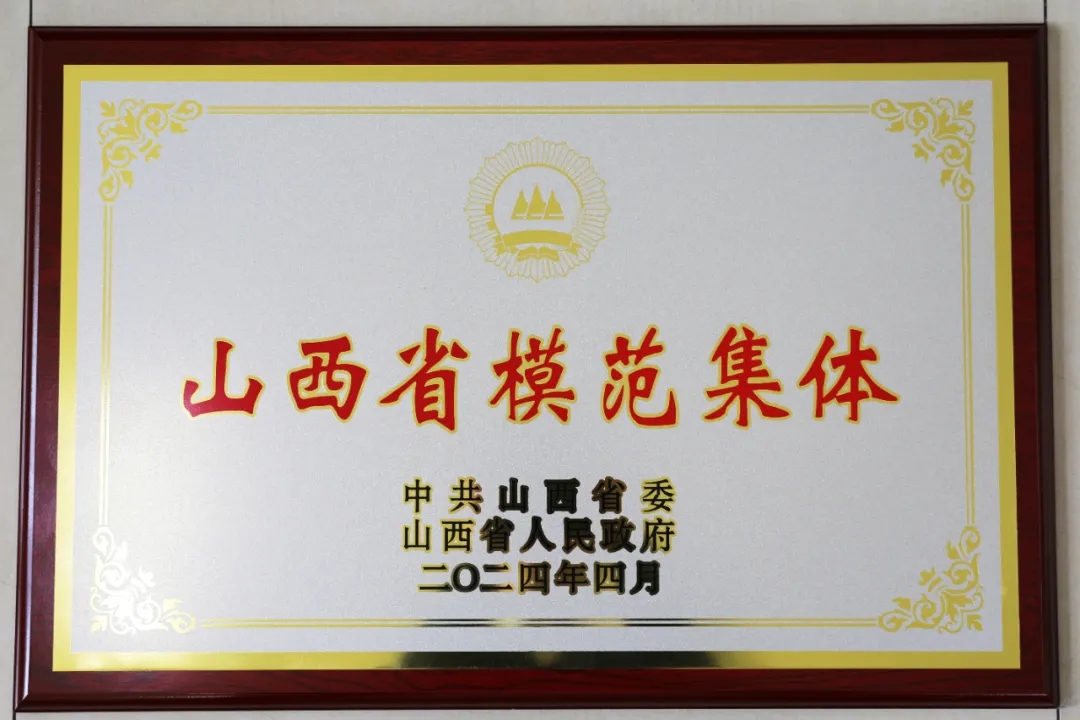 山西省模范集体
中共山西省委
山西省人民政府
二〇二四年四月